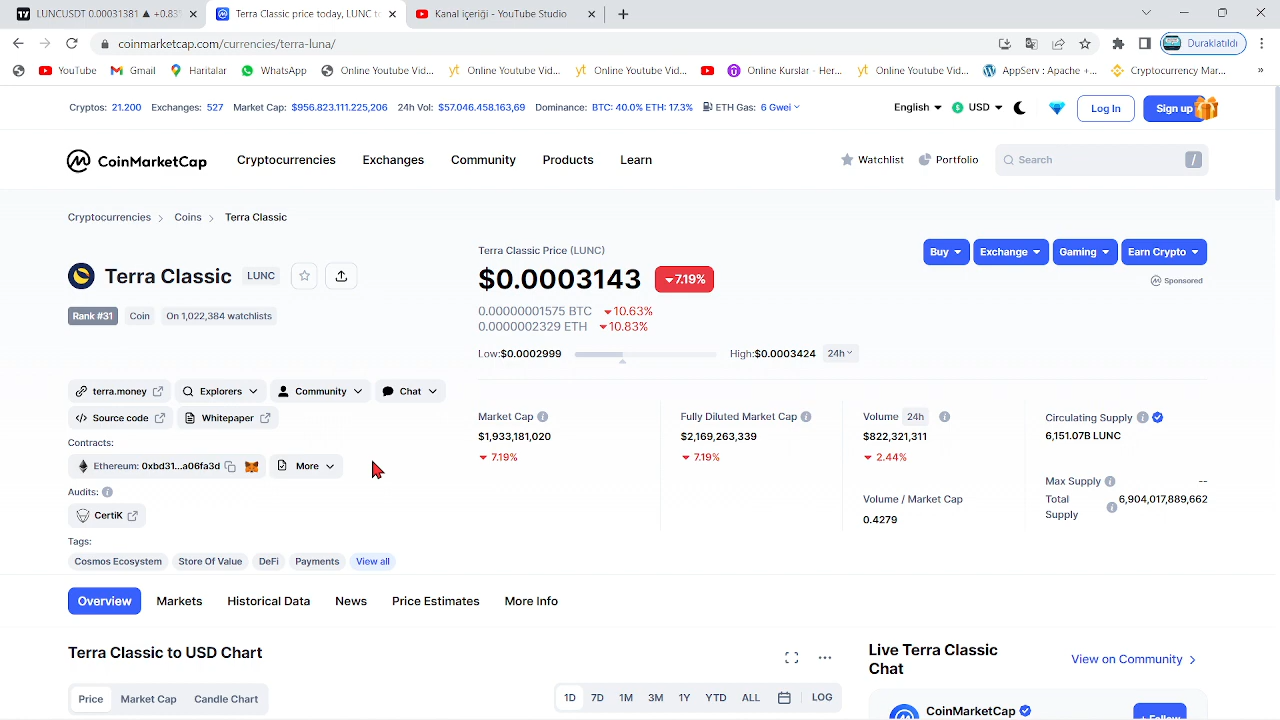 LUNCUSDT 0.00031381 ▲ +0.83%
Terra Classic price today, LUNC to
Kanal içeriği - YouTube Studio
coinmarketcap.com/currencies/terra-luna/
Duraklatıldı
YouTube
Gmail
Haritalar
WhatsApp
Online Youtube Vid...
Online Youtube Vid...
Online Youtube Vid...
Online Kurslar - Her...
Online Youtube Vid...
AppServ : Apache +...
Cryptocurrency Mar...
»
Cryptos: 21.200 Exchanges: 527 Market Cap: $956.823.111.225,206 24h Vol: $57.046.458.163,69 Dominance: BTC: 40.0% ETH: 17.3% ETH Gas: 6 Gwei
English USD
Log In
Sign up
CoinMarketCap
Cryptocurrencies
Exchanges
Community
Products
Learn
Watchlist
Portfolio
Search
/
Cryptocurrencies > Coins > Terra Classic
Terra Classic Price (LUNC)
Buy
Exchange
Gaming
Earn Crypto
Terra Classic LUNC
$0.0003143 7.19%
Sponsored
Rank #31
Coin
On 1,022,384 watchlists
0.00000001575 BTC 10.63%
0.0000002329 ETH 10.83%
Low:$0.0002999
High:$0.0003424
24h
terra.money
Explorers
Community
Chat
Source code
Whitepaper
Contracts:
Ethereum: 0xbd31...a06fa3d
More
Audits:
CertiK
Tags:
Cosmos Ecosystem
Store Of Value
DeFi
Payments
View all
Market Cap
$1,933,181,020
7.19%
Fully Diluted Market Cap
$2,169,263,339
7.19%
Volume 24h
$822,321,311
2.44%
Volume / Market Cap
0.4279
Circulating Supply
6,151.07B LUNC
Max Supply --
Total Supply 6,904,017,889,662
Overview
Markets
Historical Data
News
Price Estimates
More Info
Terra Classic to USD Chart
Price
Market Cap
Candle Chart
1D
7D
1M
3M
1Y
YTD
ALL
LOG
Live Terra Classic
Chat
View on Community >
CoinMarketCap
+ Follow